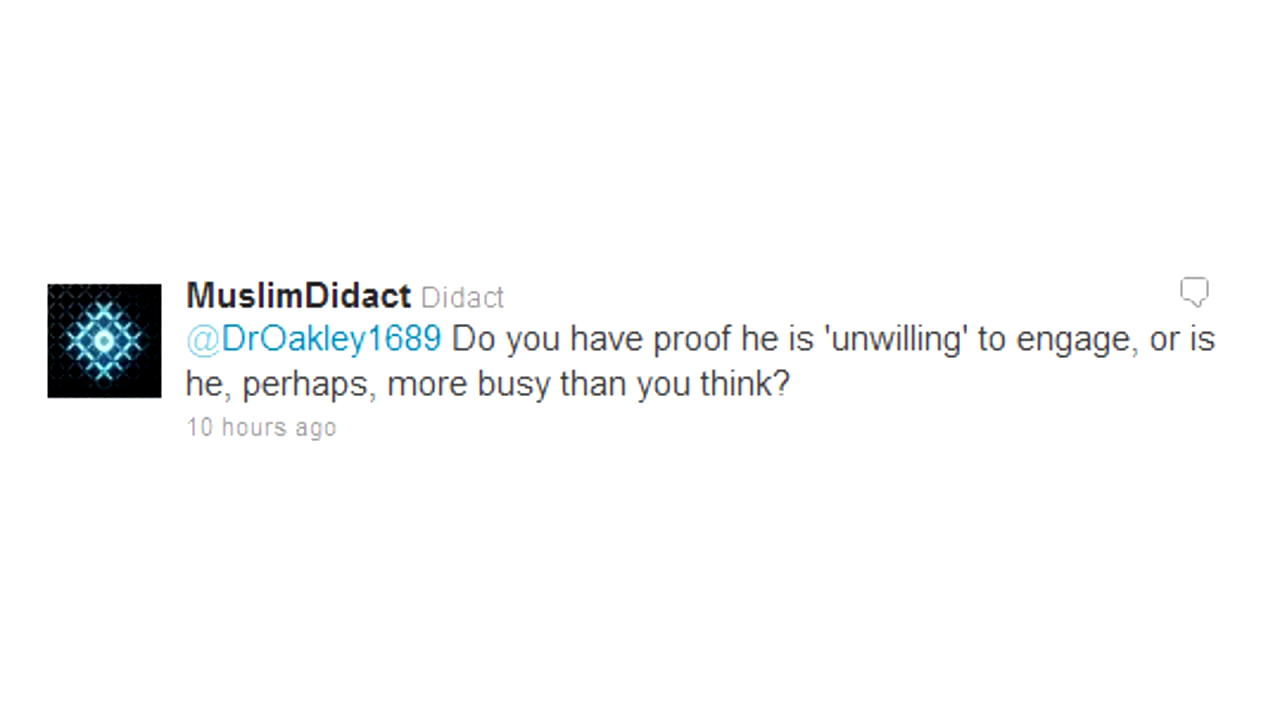 MuslimDidact Didact
@DrOakley1689 Do you have proof he is 'unwilling' to engage, or is
he, perhaps, more busy than you think?
10 hours ago